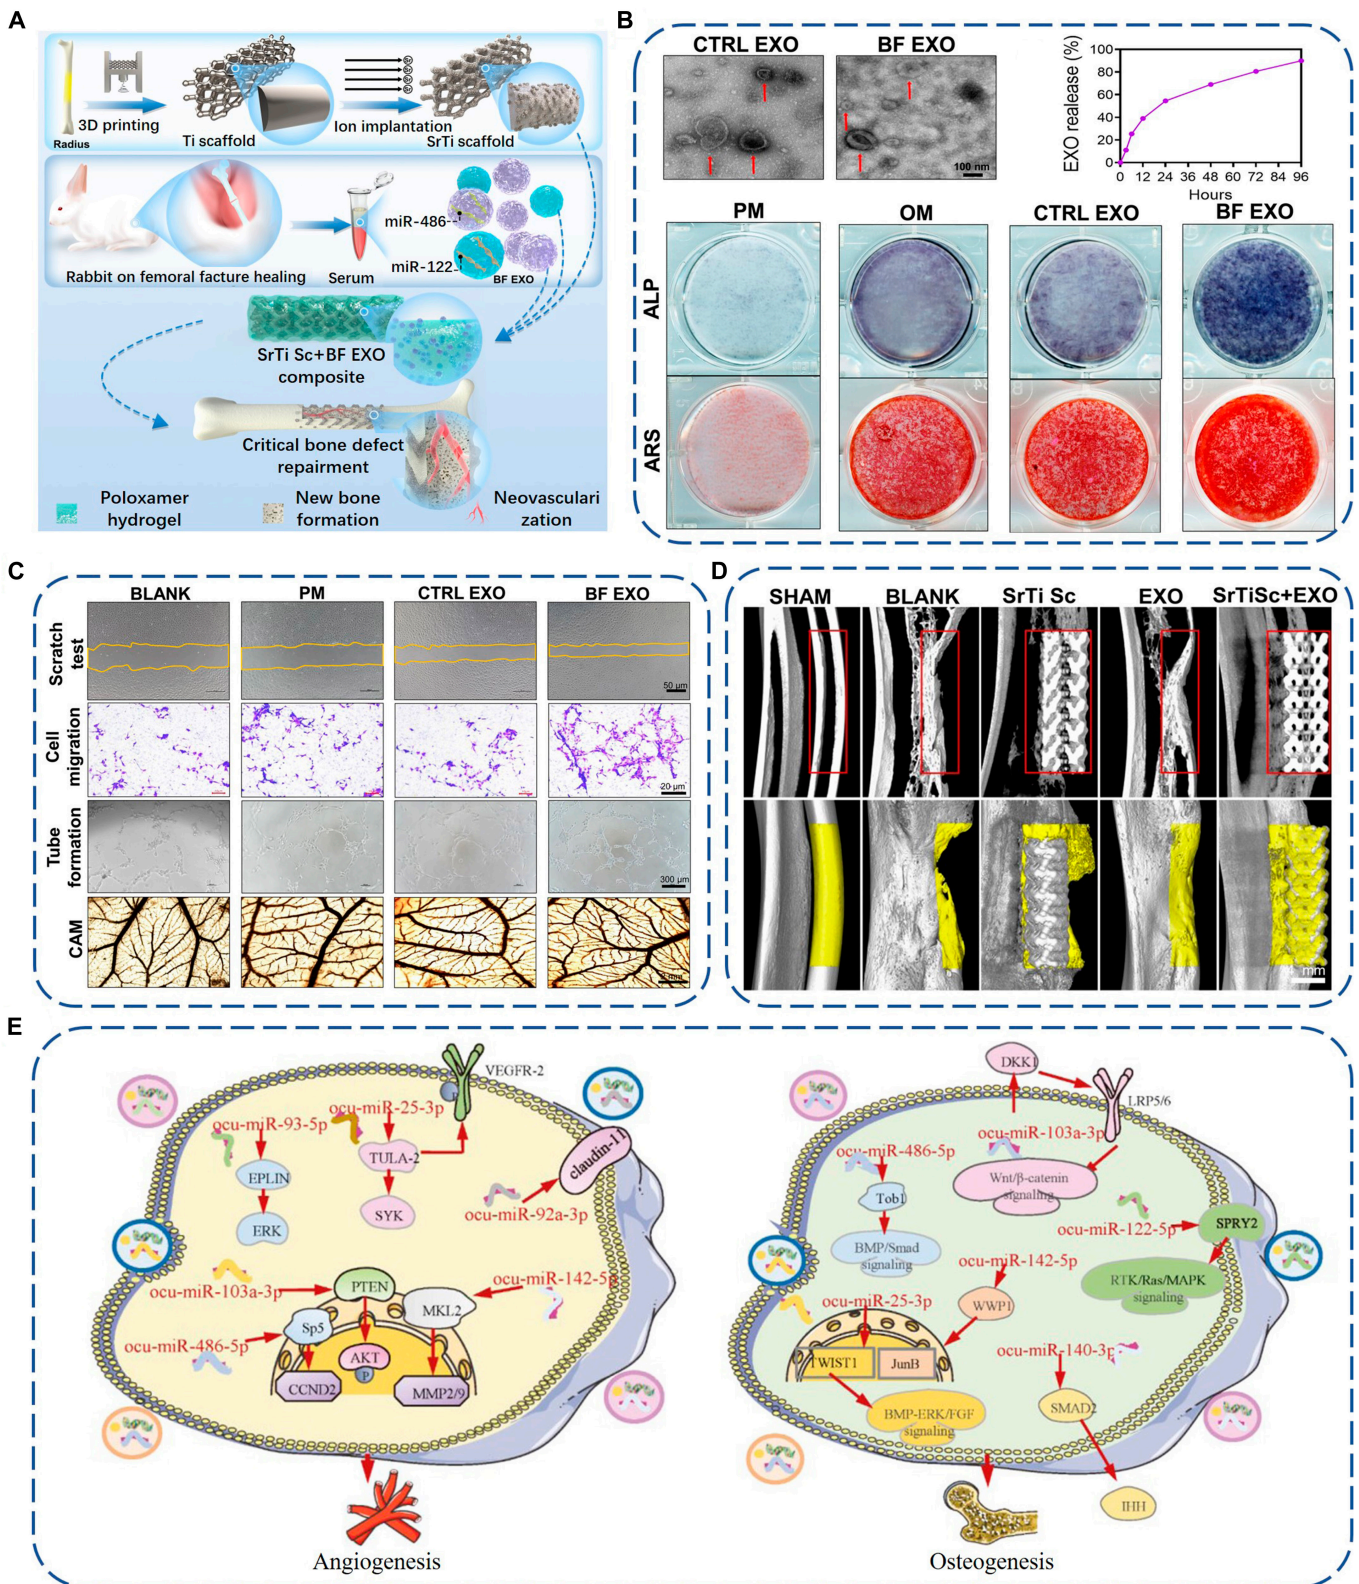 A
Radius
3D printing
Ti scaffold
Sr
Sr
Sr
Sr
Ion implantation
SrTi scaffold
Rabbit on femoral facture healing
Serum
miR-486
miR-122
BF EXO
SrTi Sc+BF EXO
composite
Critical bone defect
repairment
Poloxamer
hydrogel
New bone
formation
Neovasculari
zation
B
CTRL EXO
BF EXO
100 nm
EXO realease (%)
100
80
60
40
20
0
0 12 24 36 48 60 72 84 96
Hours
PM
OM
CTRL EXO
BF EXO
ALP
ARS
C
BLANK
PM
CTRL EXO
BF EXO
Scratch
test
50 μm
Cell
migration
20 μm
Tube
formation
300 μm
CAM
D
SHAM
BLANK
SrTi Sc
EXO
SrTiSc+EXO
mm
E
VEGFR-2
P
ocu-miR-93-5p
ocu-miR-25-3p
EPLIN
TULA-2
claudin-11
ERK
SYK
ocu-miR-92a-3p
ocu-miR-103a-3p
PTEN
ocu-miR-142-5p
MKL2
Sp5
ocu-miR-486-5p
AKT
P
CCND2
MMP2/9
Angiogenesis
DKK1
LRP5/6
ocu-miR-103a-3p
ocu-miR-486-5p
Wnt/β-catenin
signaling
Tob1
ocu-miR-122-5p
SPRY2
BMP/Smad
signaling
ocu-miR-142-5p
RTK/Ras/MAPK
signaling
ocu-miR-25-3p
WWP1
TWIST1
JunB
ocu-miR-140-3p
BMP-ERK/FGF
signaling
SMAD2
IHH
Osteogenesis